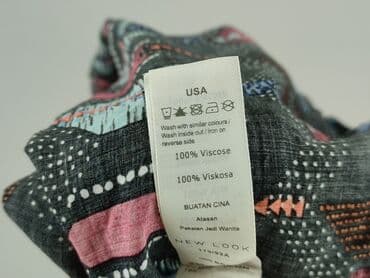 USA
Wash with similar colours /
Wash inside out / Iron on
reverse side
100% Viscose
100% Viskosa
BUATAN CINA
Atasan
Pakaian Jadi Wanita
NEW LOOK